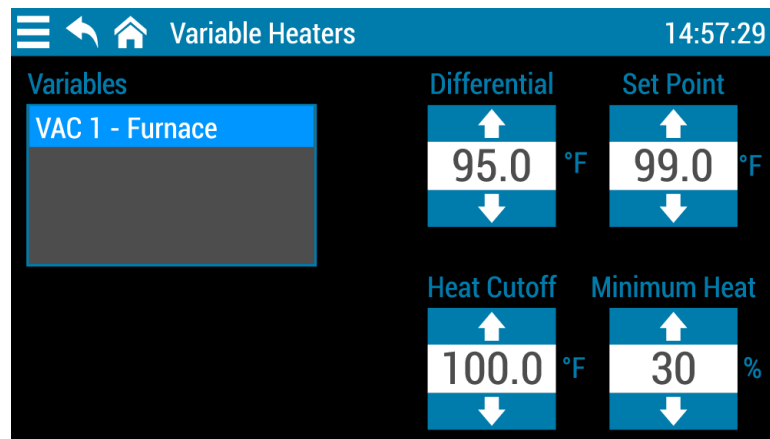 Variable Heaters 14:57:29
Variables
VAC 1 - Furnace
Differential Set Point
95.0 °F 99.0 °F
Heat Cutoff Minimum Heat
100.0 °F 30 %